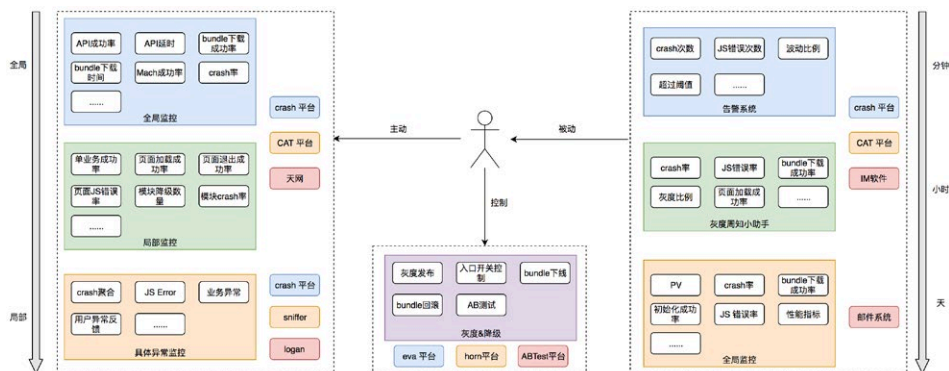 全局
局部
API成功率
API延时
bundle下载
成功率
bundle下载
时间
Mach成功率
crash率
......
全局监控
单业务成功率
页面加载成
功率
页面退出成
功率
页面JS错误
率
模块降级数
量
模块crash率
......
局部监控
crash聚合
JS Error
业务异常
用户异常反
馈
......
具体异常监控
crash 平台
CAT 平台
天网
crash 平台
sniffer
logan
主动
被动
控制
灰度发布
入口开关控
制
bundle下线
bundle回滚
AB测试
灰度&降级
eva 平台
horn平台
ABTest平台
crash次数
JS错误次数
波动比例
超过阈值
......
告警系统
crash率
JS错误率
bundle下载
成功率
灰度比例
页面加载成
功率
......
灰度周知小助手
PV
crash率
bundle下载
成功率
初始化成功
率
JS 错误率
性能指标
......
全局监控
crash 平台
CAT 平台
IM软件
邮件系统
分钟
小时
天